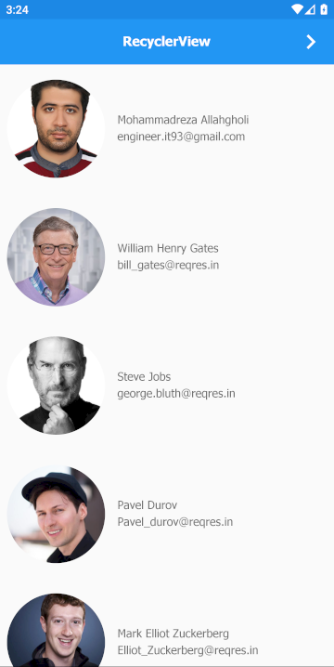 3:24
RecyclerView
Mohammadreza Allahgholi
engineer.it93@gmail.com
William Henry Gates
bill_gates@reqres.in
Steve Jobs
george.bluth@reqres.in
Pavel Durov
Pavel_durov@reqres.in
Mark Elliot Zuckerberg
Elliot_Zuckerberg@reqres.in